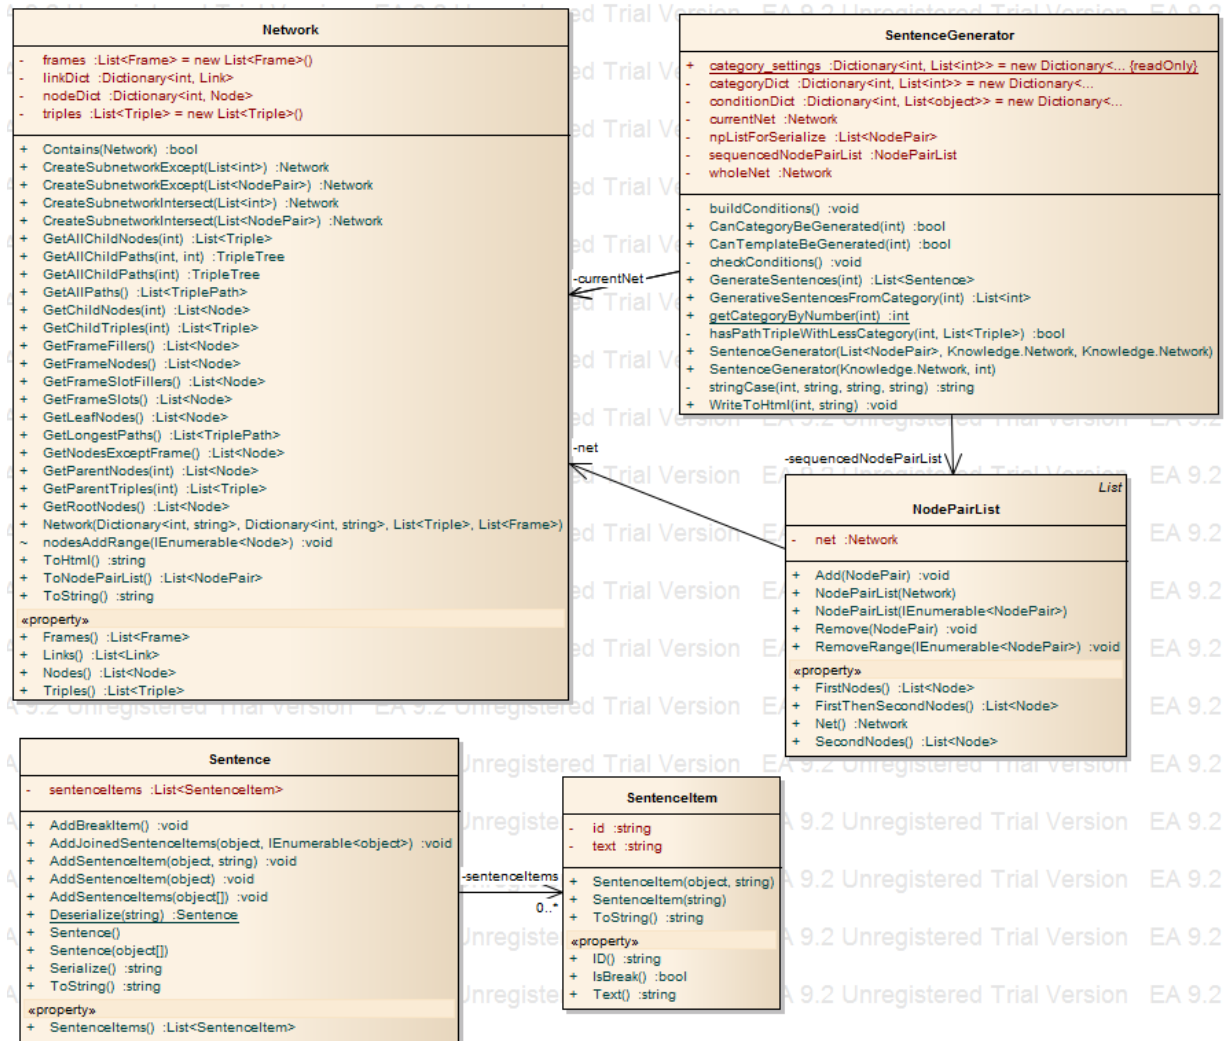 Network
- frames :List<Frame> = new List<Frame>()
- linkDict :Dictionary<int, Link>
- nodeDict :Dictionary<int, Node>
- triples :List<Triple> = new List<Triple>()
+ Contains(Network) :bool
+ CreateSubnetworkExcept(List<int>) :Network
+ CreateSubnetworkExcept(List<NodePair>) :Network
+ CreateSubnetworkIntersect(List<int>) :Network
+ CreateSubnetworkIntersect(List<NodePair>) :Network
+ GetAllChildNodes(int) :List<Triple>
+ GetAllChildPaths(int, int) :TripleTree
+ GetAllChildPaths(int) :TripleTree
+ GetAllPaths() :List<TriplePath>
+ GetChildNodes(int) :List<Node>
+ GetChildTriples(int) :List<Triple>
+ GetFrameFillers() :List<Node>
+ GetFrameNodes() :List<Node>
+ GetFrameSlotFillers() :List<Node>
+ GetFrameSlots() :List<Node>
+ GetLeafNodes() :List<Node>
+ GetLongestPaths() :List<TriplePath>
+ GetNodesExceptFrame() :List<Node>
+ GetParentNodes(int) :List<Node>
+ GetParentTriples(int) :List<Triple>
+ GetRootNodes() :List<Node>
+ Network(Dictionary<int, string>, Dictionary<int, string>, List<Triple>, List<Frame>)
~ nodesAddRange(IEnumerable<Node>) :void
+ ToHtml() :string
+ ToNodePairList() :List<NodePair>
+ ToString() :string
«property»
+ Frames() :List<Frame>
+ Links() :List<Link>
+ Nodes() :List<Node>
+ Triples() :List<Triple>
SentenceGenerator
+ category_settings :Dictionary<int, List<int>> = new Dictionary<... {readOnly}
- categoryDict :Dictionary<int, List<int>> = new Dictionary<...
- conditionDict :Dictionary<int, List<object>> = new Dictionary<...
- currentNet :Network
- npListForSerialize :List<NodePair>
- sequencedNodePairList :NodePairList
- wholeNet :Network
- buildConditions() :void
+ CanCategoryBeGenerated(int) :bool
+ CanTemplateBeGenerated(int) :bool
- checkConditions() :void
+ GenerateSentences(int) :List<Sentence>
+ GenerativeSentencesFromCategory(int) :List<int>
+ getCategoryByNumber(int) :int
- hasPathTripleWithLessCategory(int, List<Triple>) :bool
+ SentenceGenerator(List<NodePair>, Knowledge.Network, Knowledge.Network)
+ SentenceGenerator(Knowledge.Network, int)
- stringCase(int, string, string, string) :string
+ WriteToHtml(int, string) :void
-currentNet
-net
-sequencedNodePairList
List
NodePairList
- net :Network
+ Add(NodePair) :void
+ NodePairList(Network)
+ NodePairList(IEnumerable<NodePair>)
+ Remove(NodePair) :void
+ RemoveRange(IEnumerable<NodePair>) :void
«property»
+ FirstNodes() :List<Node>
+ FirstThenSecondNodes() :List<Node>
+ Net() :Network
+ SecondNodes() :List<Node>
Sentence
- sentenceItems :List<SentenceItem>
+ AddBreakItem() :void
+ AddJoinedSentenceItems(object, IEnumerable<object>) :void
+ AddSentenceItem(object, string) :void
+ AddSentenceItem(object) :void
+ AddSentenceItems(object[]) :void
+ Deserialize(string) :Sentence
+ Sentence()
+ Sentence(object[])
+ Serialize() :string
+ ToString() :string
«property»
+ SentenceItems() :List<SentenceItem>
-sentenceItems
0..*
SentenceItem
- id :string
- text :string
+ SentenceItem(object, string)
+ SentenceItem(string)
+ ToString() :string
«property»
+ ID() :string
+ IsBreak() :bool
+ Text() :string